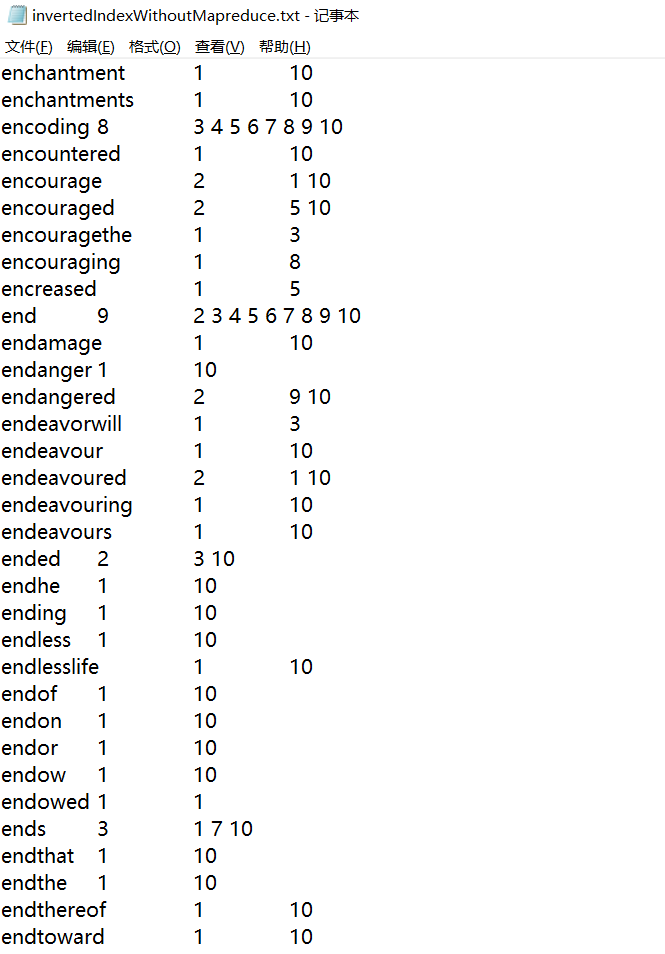 invertedIndexWithoutMapreduce.txt - 记事本
文件(F) 编辑(E) 格式(O) 查看(V) 帮助(H)
enchantment 1 10
enchantments 1 10
encoding 8 3 4 5 6 7 8 9 10
encountered 1 10
encourage 2 1 10
encouraged 2 5 10
encouragethe 1 3
encouraging 1 8
encreased 1 5
end 9 2 3 4 5 6 7 8 9 10
endamage 1 10
endanger 1 10
endangered 2 9 10
endeavorwill 1 3
endeavour 1 10
endeavoured 2 1 10
endeavouring 1 10
endeavours 1 10
ended 2 3 10
endhe 1 10
ending 1 10
endless 1 10
endlesslife 1 10
endof 1 10
endon 1 10
endor 1 10
endow 1 10
endowed 1 1
ends 3 1 7 10
endthat 1 10
endthe 1 10
endthereof 1 10
endtoward 1 10